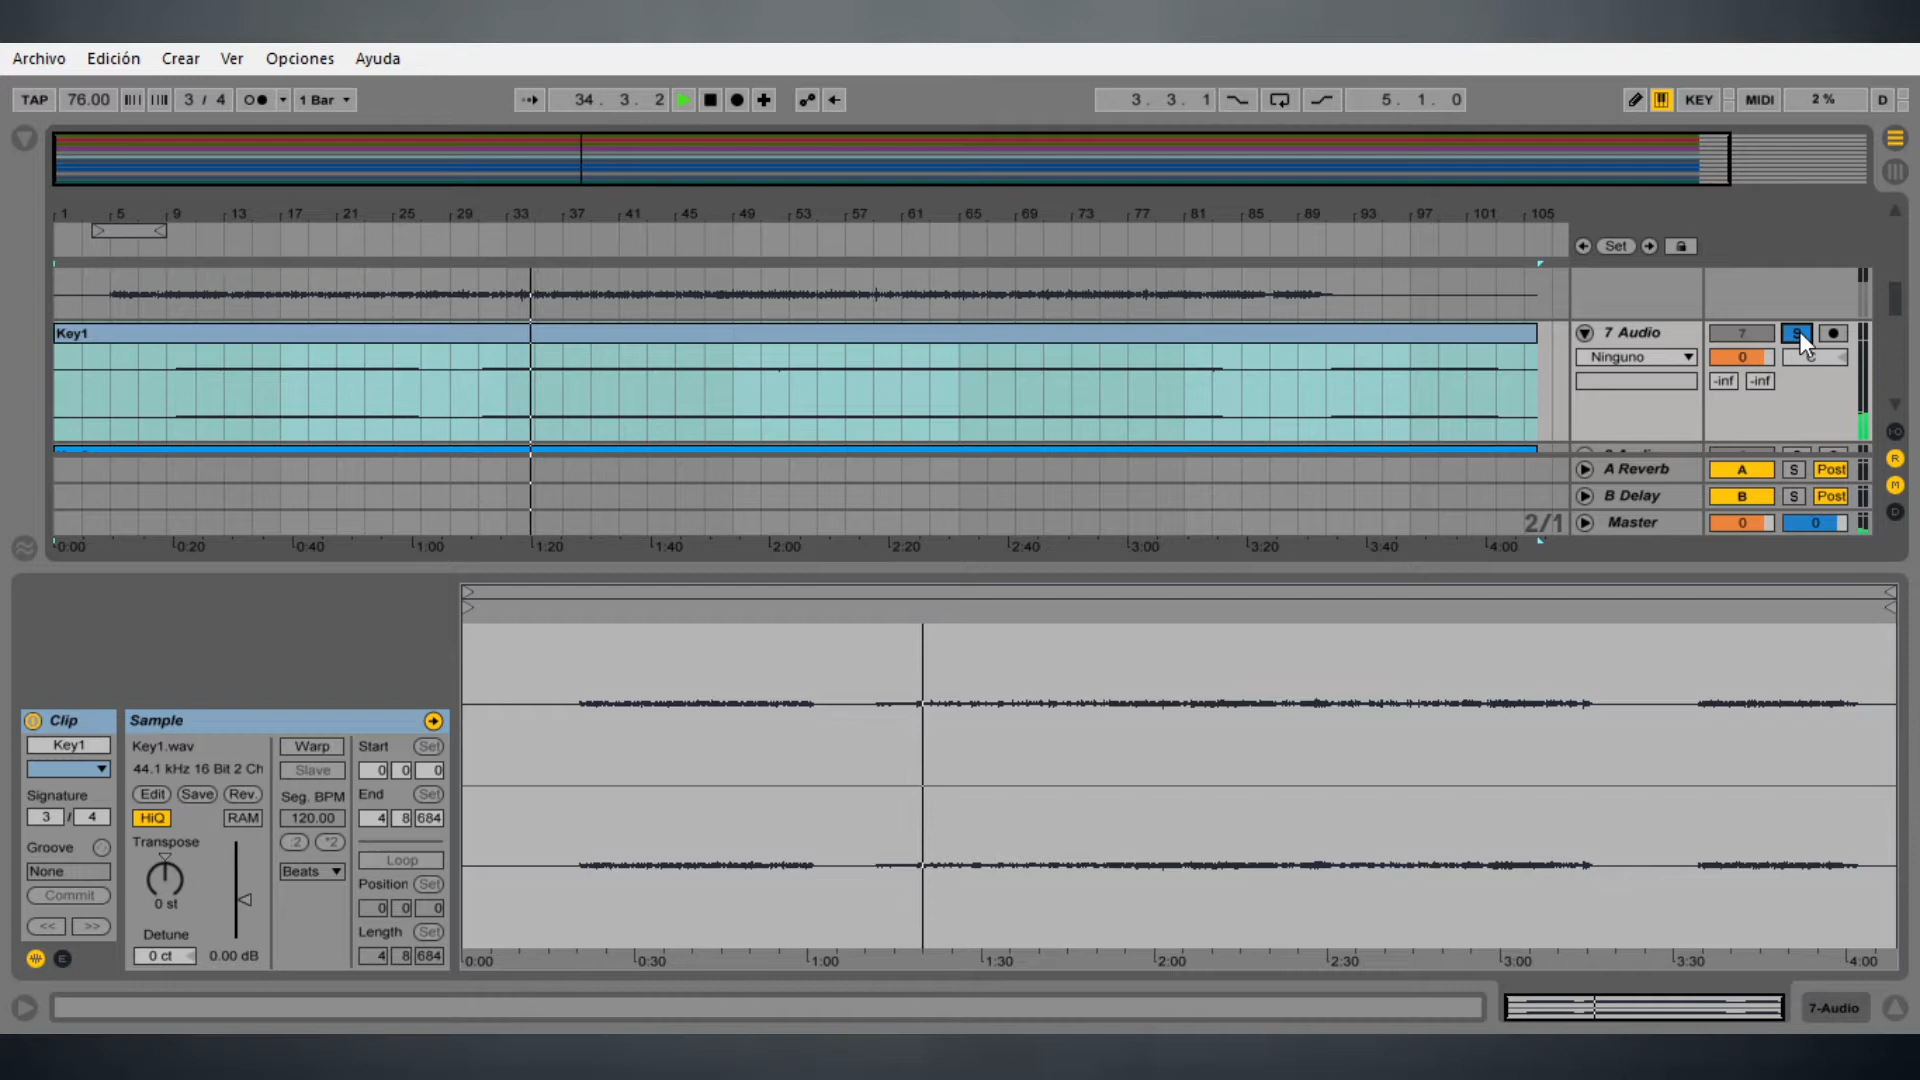 Archivo Edición Crear Ver Opciones Ayuda
TAP 76.00 3 / 4 1 Bar 34. 3. 2 3. 3. 1 5. 1. 0 KEY MIDI 2 % D
1 5 9 13 17 21 25 29 33 37 41 45 49 53 57 61 65 69 73 77 81 85 89 93 97 101 105
Set
Key1 7 Audio 7 S
Ninguno 0 C
-inf -inf
A Reverb A S Post R
B Delay B S Post M
2/1 Master 0 0 D
0:00 0:20 0:40 1:00 1:20 1:40 2:00 2:20 2:40 3:00 3:20 3:40 4:00
Clip Sample
Key1 Key1.wav Warp Start Set
44.1 kHz 16 Bit 2 Ch Slave 0 0 0
Signature Edit Save Rev. Seg. BPM End Set
3 / 4 HiQ RAM 120.00 4 8 684
Groove Transpose :2 *2
None Beats Loop
Commit 0 st Position Set
<< >> 0 0 0
Detune Length Set
E 0 ct 0.00 dB 4 8 684
0:00 0:30 1:00 1:30 2:00 2:30 3:00 3:30 4:00
7-Audio